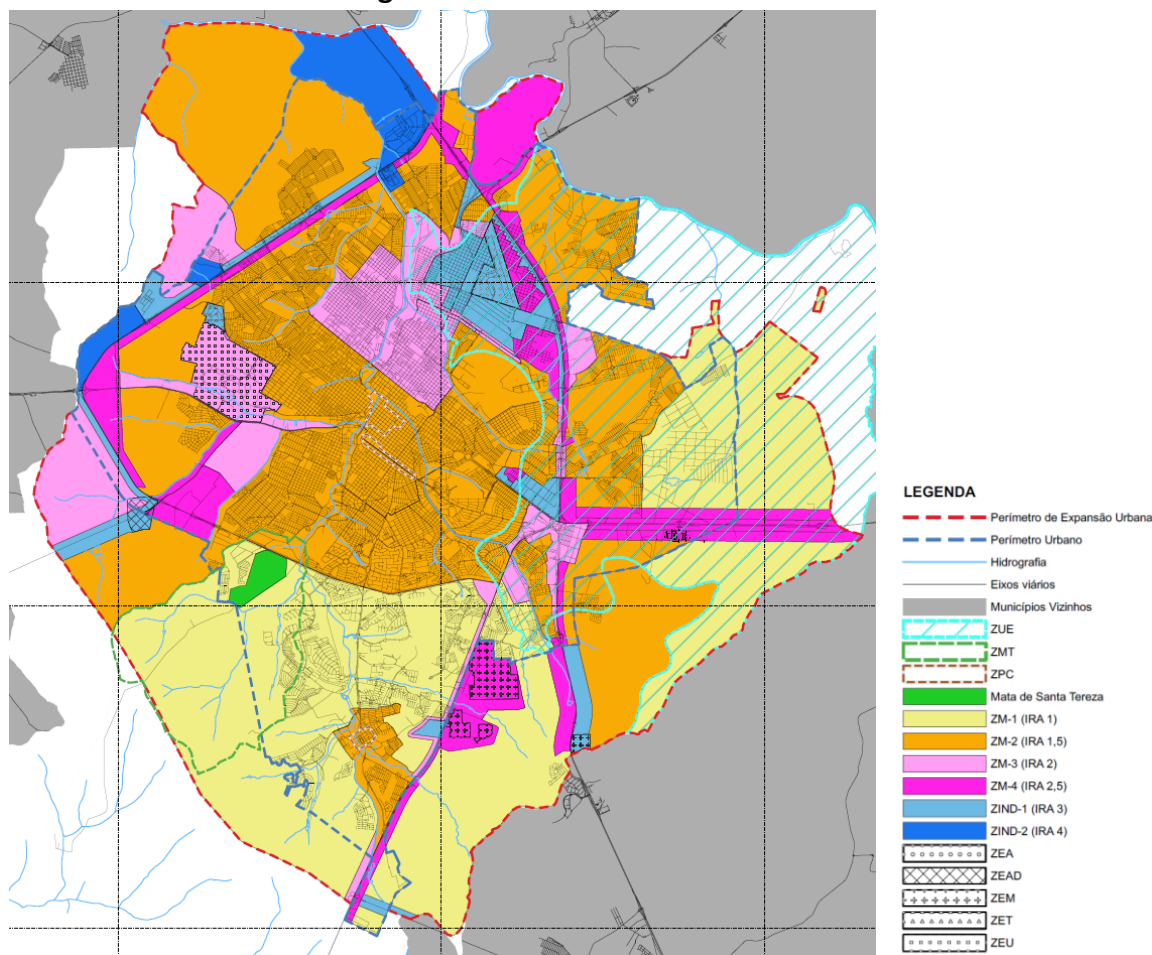 LEGENDA
Perímetro de Expansão Urbana
Perímetro Urbano
Hidrografia
Eixos viários
Municípios Vizinhos
ZUE
ZMT
ZPC
Mata de Santa Tereza
ZM-1 (IRA 1)
ZM-2 (IRA 1,5)
ZM-3 (IRA 2)
ZM-4 (IRA 2,5)
ZIND-1 (IRA 3)
ZIND-2 (IRA 4)
ZEA
ZEAD
ZEM
ZET
ZEU